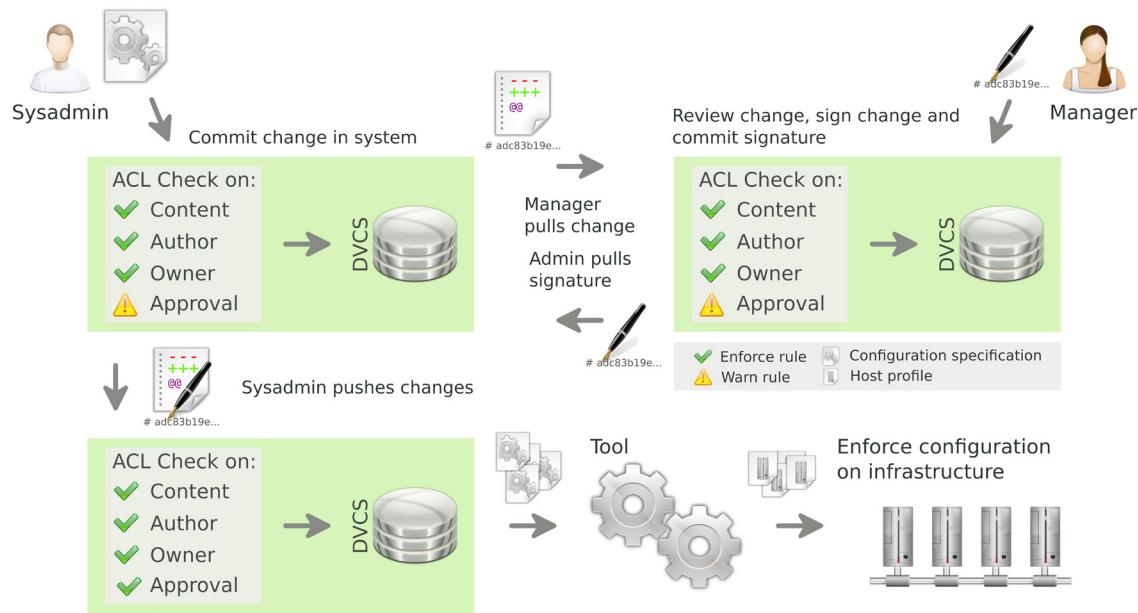 Sysadmin
Commit change in system
ACL Check on:
Content
Author
Owner
Approval
DVCS
- - -
+++
@@
# adc83b19e...
Manager
pulls change
Admin pulls
signature
# adc83b19e...
# adc83b19e...
Manager
Review change, sign change and
commit signature
ACL Check on:
Content
Author
Owner
Approval
DVCS
Enforce rule
Configuration specification
Warn rule
Host profile
- - -
+++
@@
# adc83b19e...
Sysadmin pushes changes
ACL Check on:
Content
Author
Owner
Approval
DVCS
Tool
Enforce configuration
on infrastructure